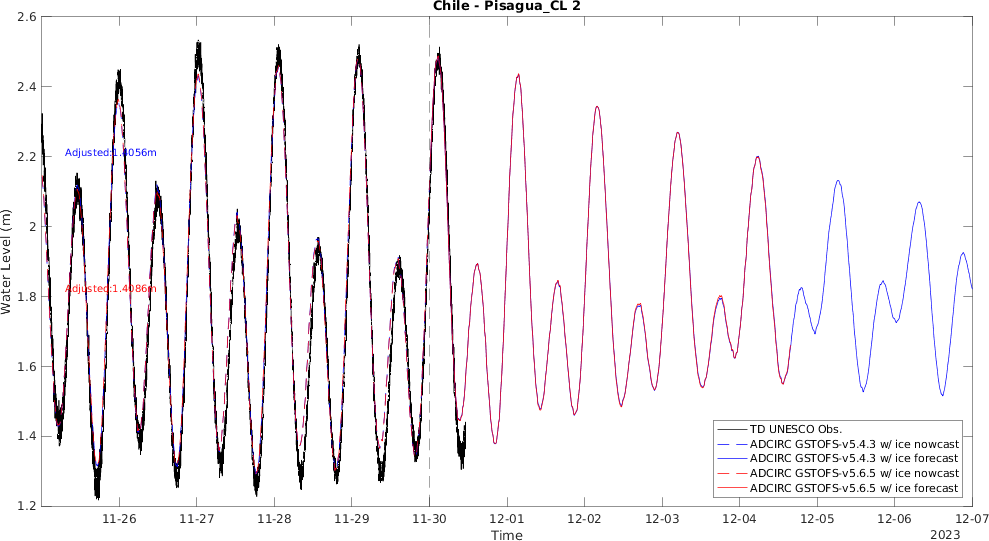 Chile - Pisagua_CL 2
2.6
2.4
2.2
2
1.8
1.6
1.4
1.2
Water Level (m)
Adjusted:1.4056m
Adjusted:1.4086m
TD UNESCO Obs.
ADCIRC GSTOFS-v5.4.3 w/ ice nowcast
ADCIRC GSTOFS-v5.4.3 w/ ice forecast
ADCIRC GSTOFS-v5.6.5 w/ ice nowcast
ADCIRC GSTOFS-v5.6.5 w/ ice forecast
11-26 11-27 11-28 11-29 11-30 12-01 12-02 12-03 12-04 12-05 12-06 12-07
Time
2023